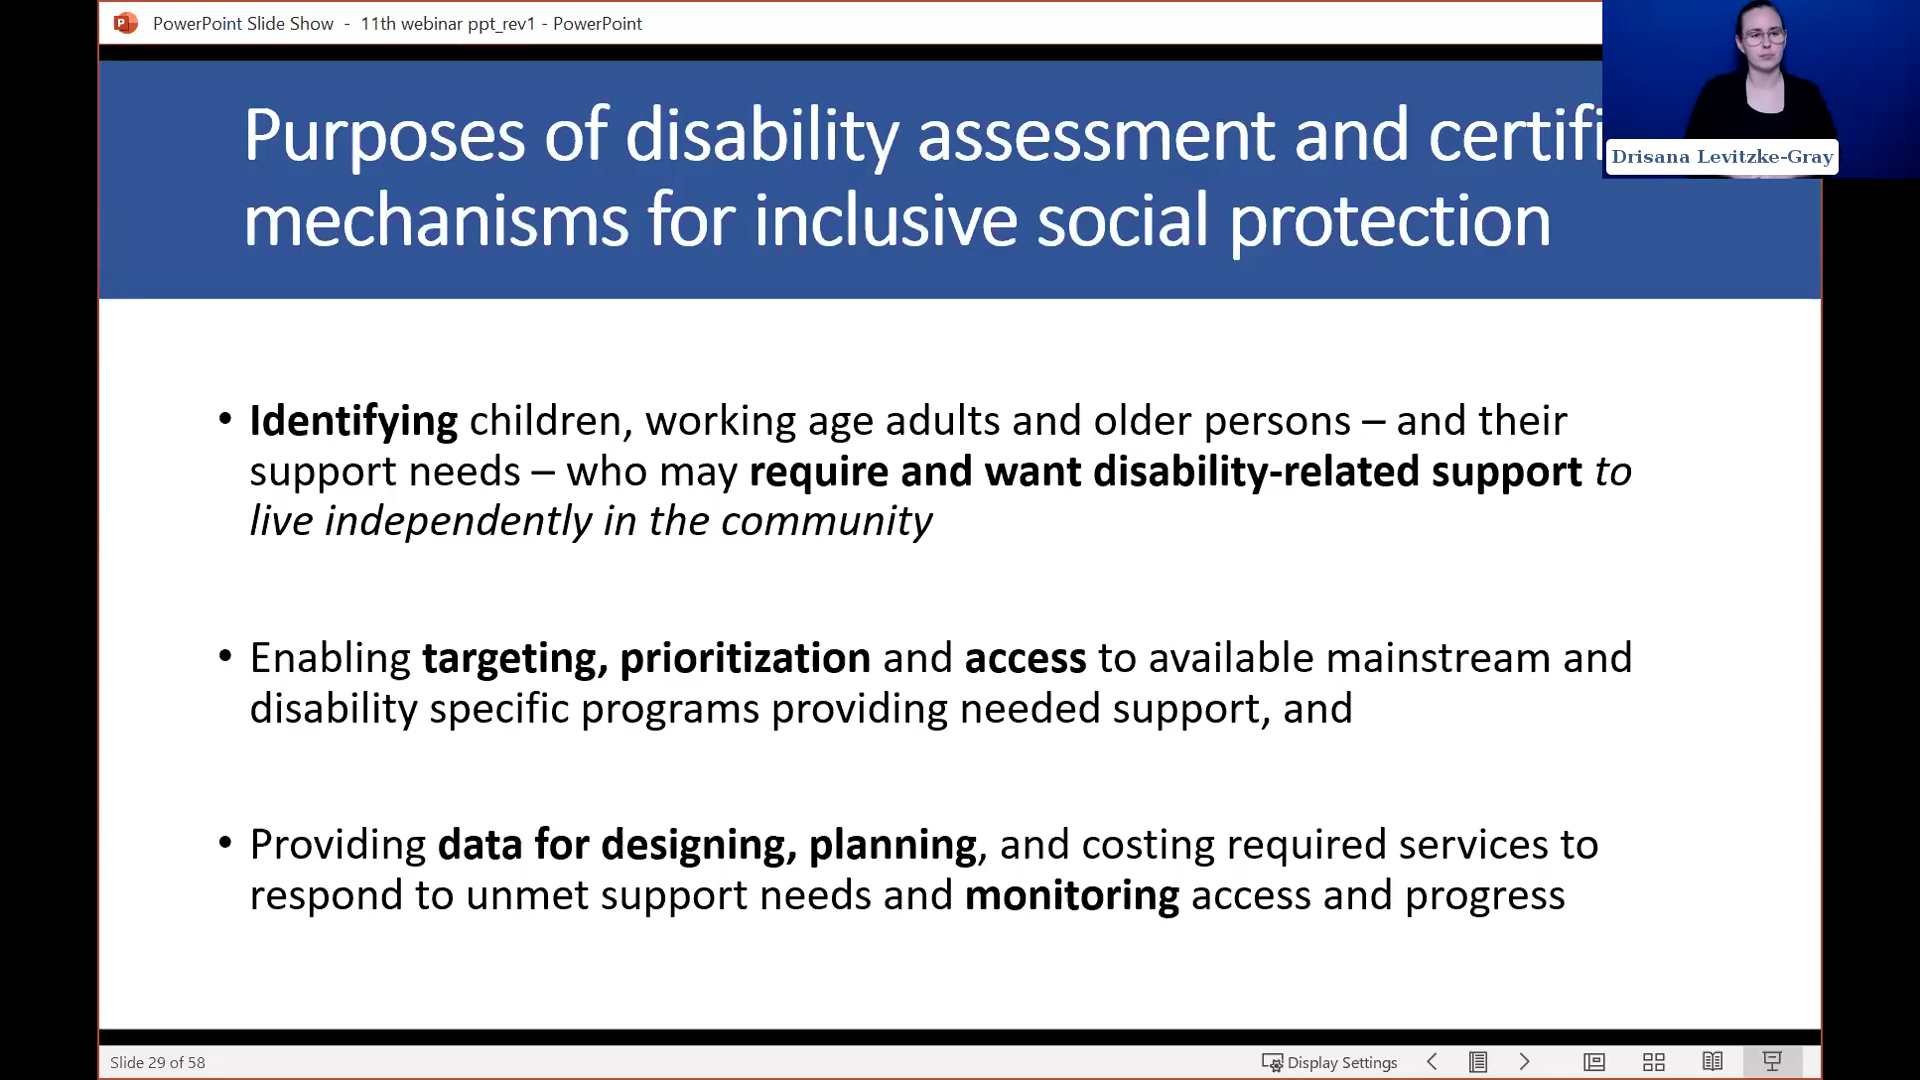 PowerPoint Slide Show - 11th webinar ppt_rev1 - PowerPoint
Purposes of disability assessment and certifi
Drisana Levitzke-Gray
mechanisms for inclusive social protection
• Identifying children, working age adults and older persons – and their
support needs – who may require and want disability-related support to
live independently in the community
• Enabling targeting, prioritization and access to available mainstream and
disability specific programs providing needed support, and
• Providing data for designing, planning, and costing required services to
respond to unmet support needs and monitoring access and progress
Slide 29 of 58
Display Settings